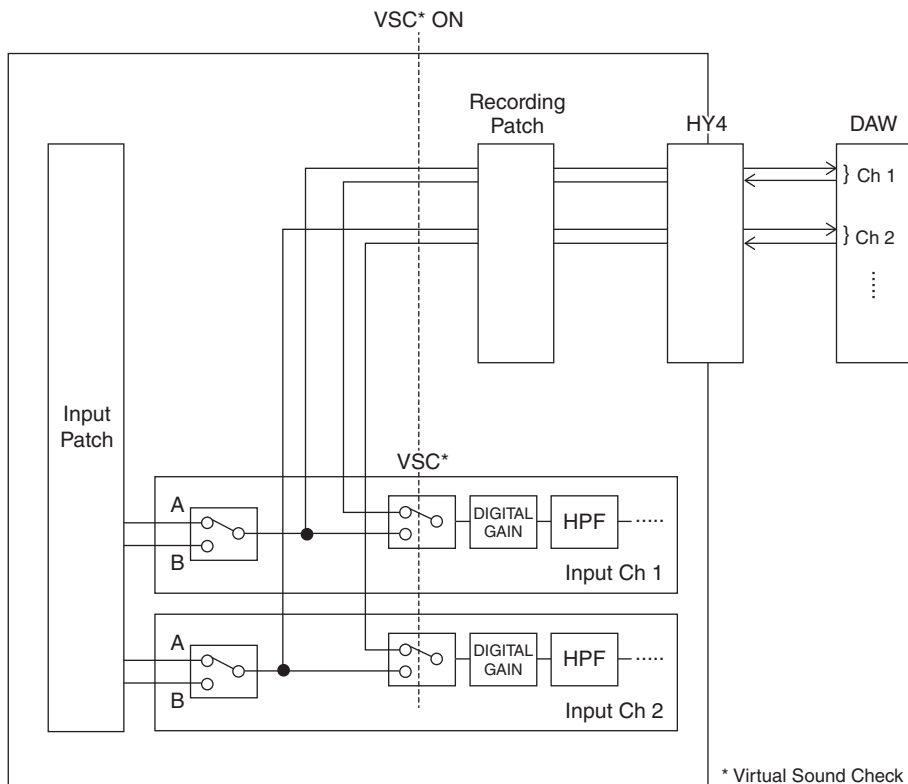 VSC* ON
Recording
Patch
HY4
DAW
} Ch 1
} Ch 2
Input
Patch
VSC*
A
B
DIGITAL
GAIN
HPF
Input Ch 1
A
B
DIGITAL
GAIN
HPF
Input Ch 2
* Virtual Sound Check